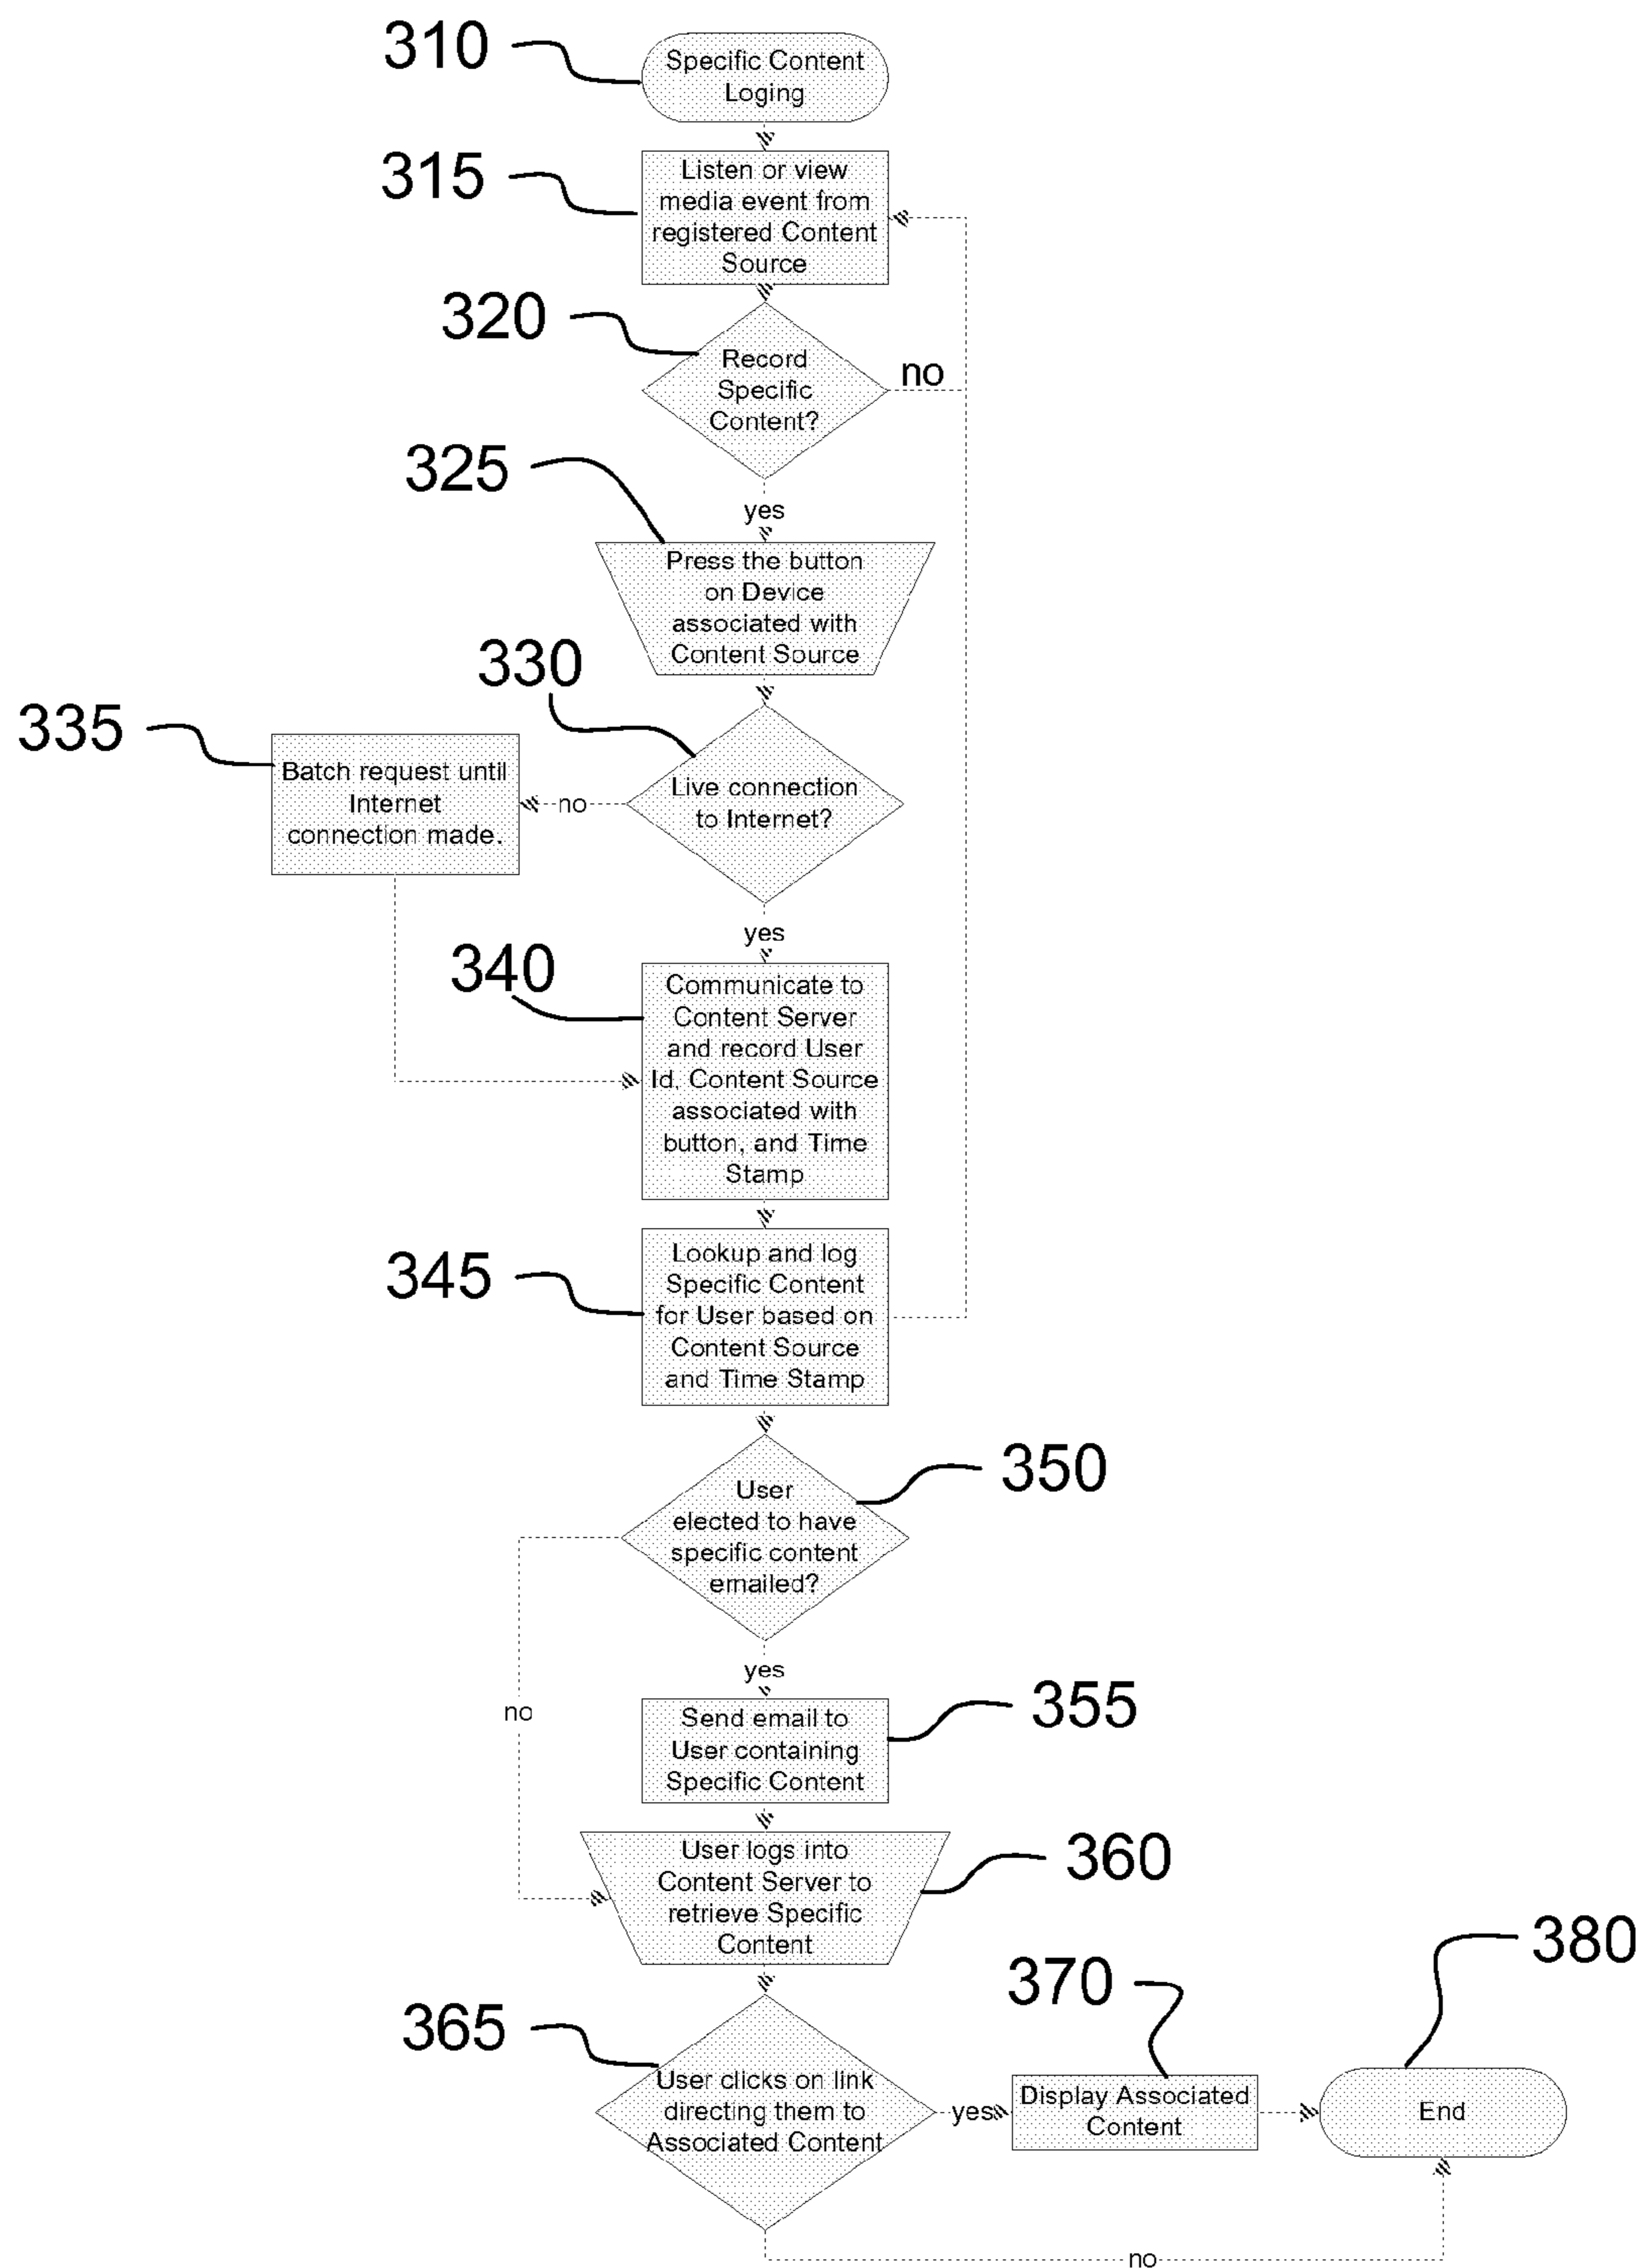 310
Specific Content
Loging
315
Listen or view
media event from
registered Content
Source
320
Record
Specific
Content?
no
325
yes
Press the button
on Device
associated with
Content Source
330
335
Batch request until
Internet
connection made.
no
Live connection
to Internet?
yes
340
Communicate to
Content Server
and record User
Id, Content Source
associated with
button, and Time
Stamp
345
Lookup and log
Specific Content
for User based on
Content Source
and Time Stamp
350
User
elected to have
specific content
emailed?
yes
no
355
Send email to
User containing
Specific Content
360
User logs into
Content Server to
retrieve Specific
Content
365
User clicks on link
directing them to
Associated Content
yes
370
Display Associated
Content
380
End
no